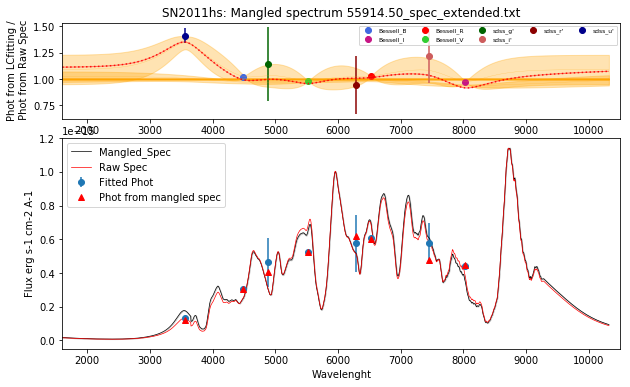 SN2011hs: Mangled spectrum 55914.50_spec_extended.txt
Phot from LCfitting /
Phot from Raw Spec
1.50
1.25
1.00
0.75
Bessell_B
Bessell_I
Bessell_R
Bessell_V
sdss_g'
sdss_i'
sdss_r'
sdss_u'
2000 3000 4000 5000 6000 7000 8000 9000 10000
Flux erg s-1 cm-2 A-1
1.2
1.0
0.8
0.6
0.4
0.2
0.0
Mangled_Spec
Raw Spec
Fitted Phot
Phot from mangled spec
2000 3000 4000 5000 6000 7000 8000 9000 10000
Wavelenght